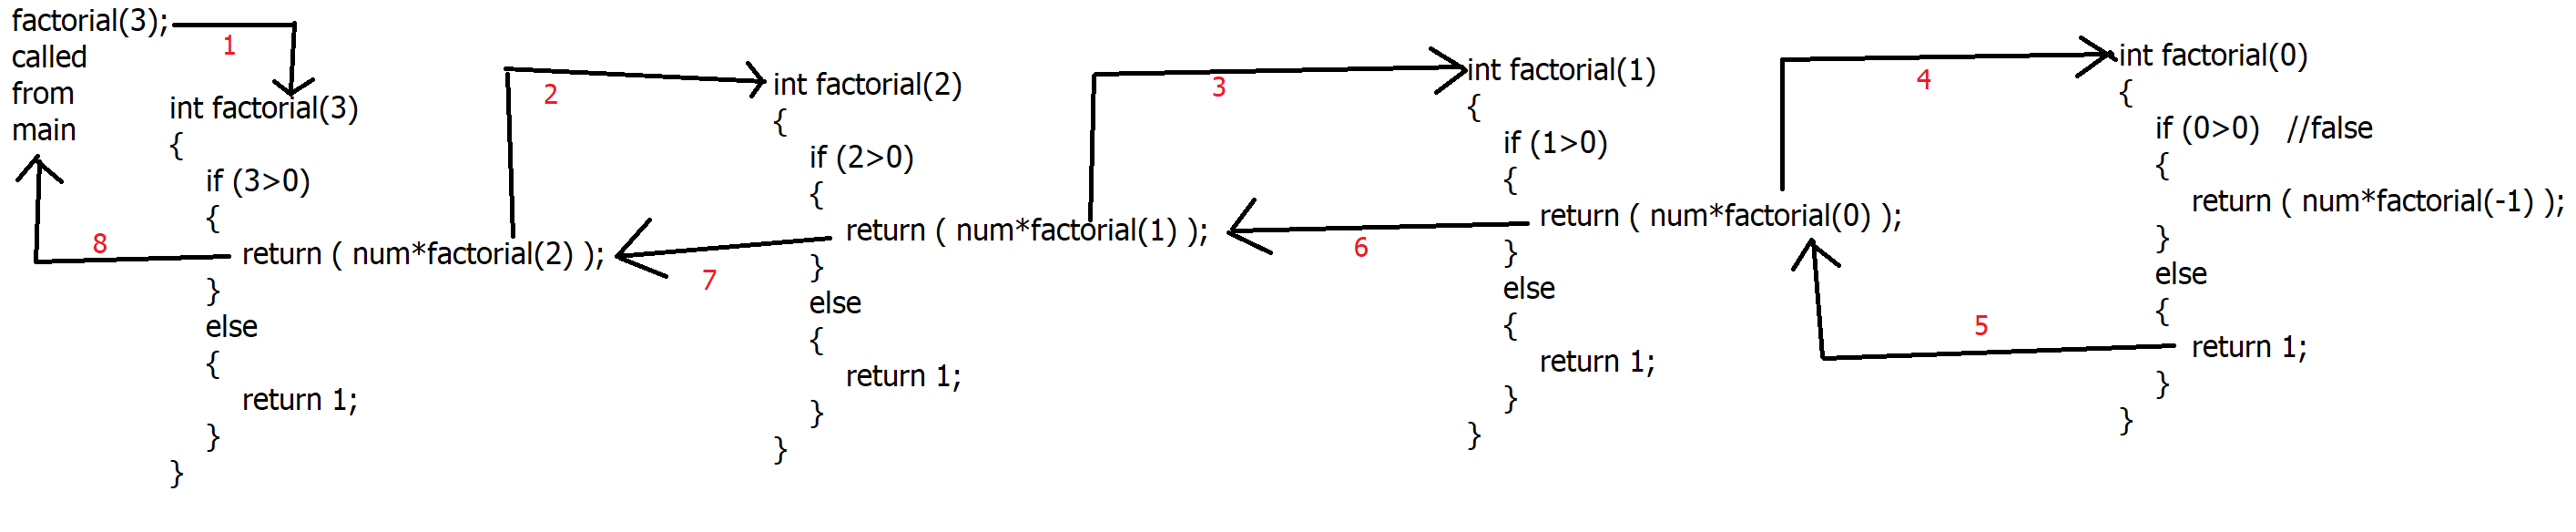 factorial(3);
called
from
main
1
int factorial(3)
{
if (3>0)
{
return ( num*factorial(2) );
}
else
{
return 1;
}
}
8
2
int factorial(2)
{
if (2>0)
{
return ( num*factorial(1) );
}
else
{
return 1;
}
}
7
3
int factorial(1)
{
if (1>0)
{
return ( num*factorial(0) );
}
else
{
return 1;
}
}
6
4
int factorial(0)
{
if (0>0) //false
{
return ( num*factorial(-1) );
}
else
{
return 1;
}
}
5